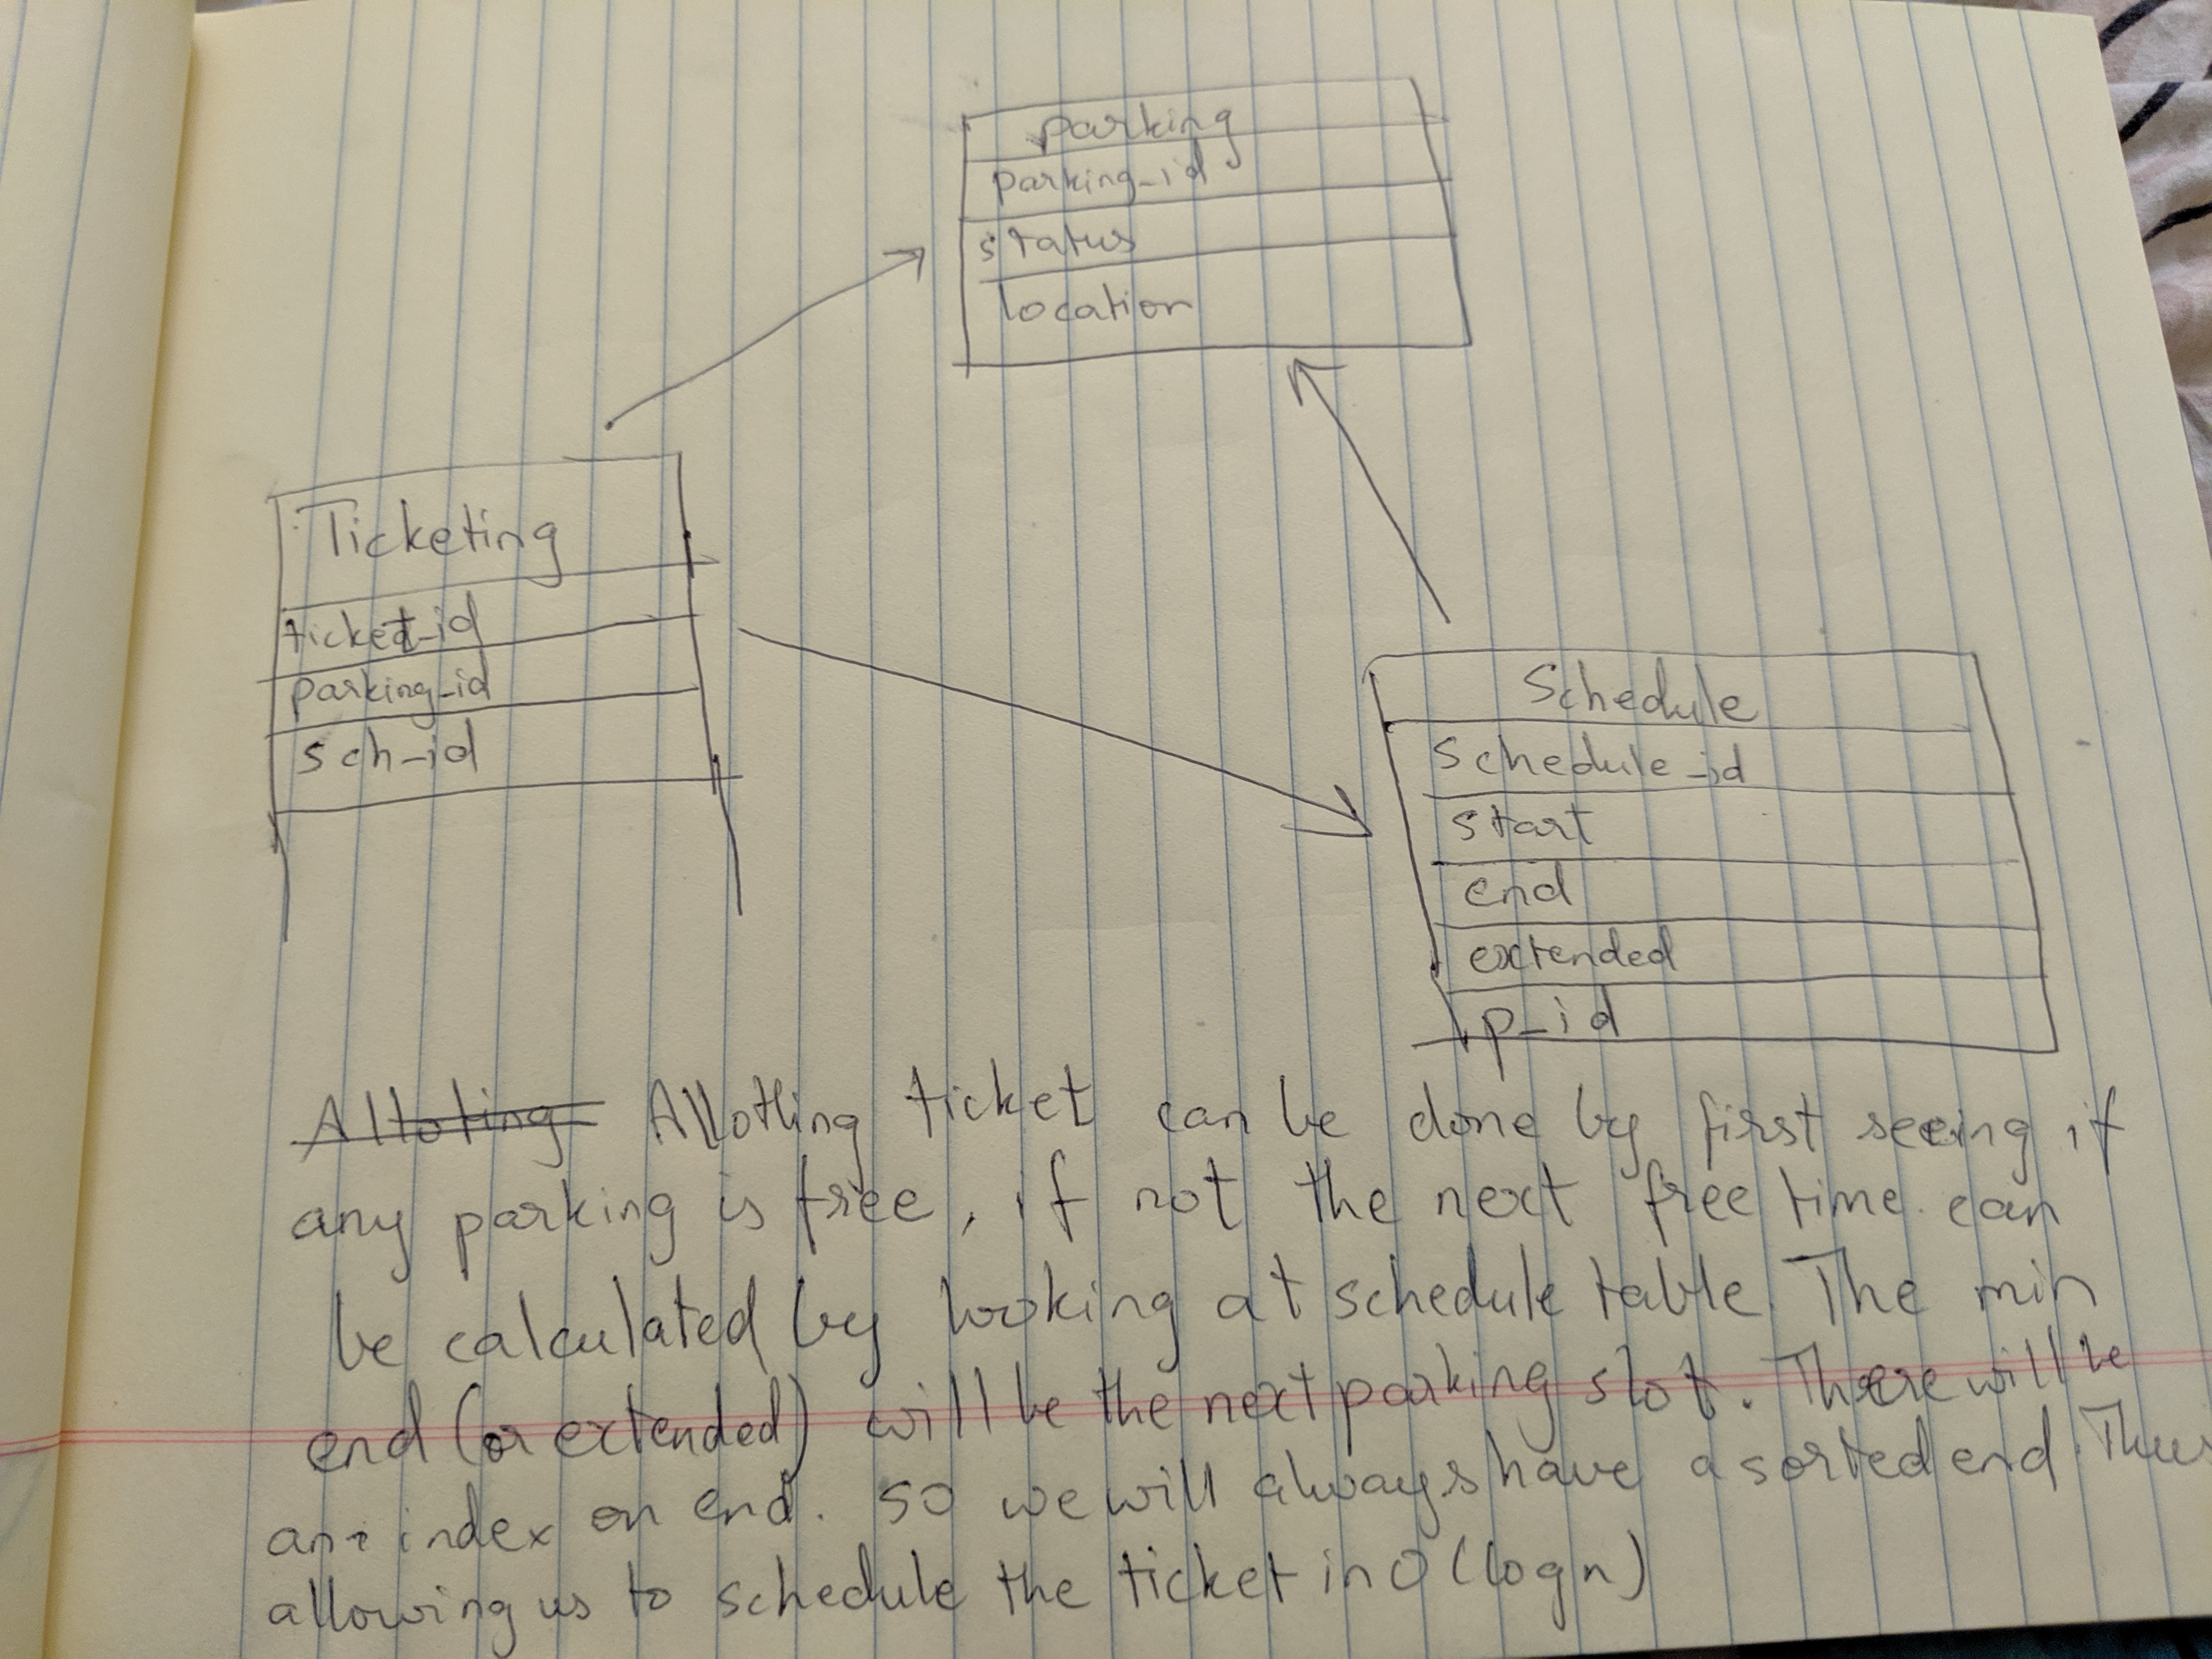 Parking
parking_id
status
location
Ticketing
ticket_id
parking_id
sch_id
Schedule
schedule_id
start
end
extended
p_id
Alloting Allotling ticket can be done by first seeing if
any parking is free, if not the next free time can
be calculated by looking at schedule table. The min
end (or extended) will be the next parking slot. There will be
an index on end. so we will always have a sorted end. Thus
allowing us to schedule the ticket in O(log n)